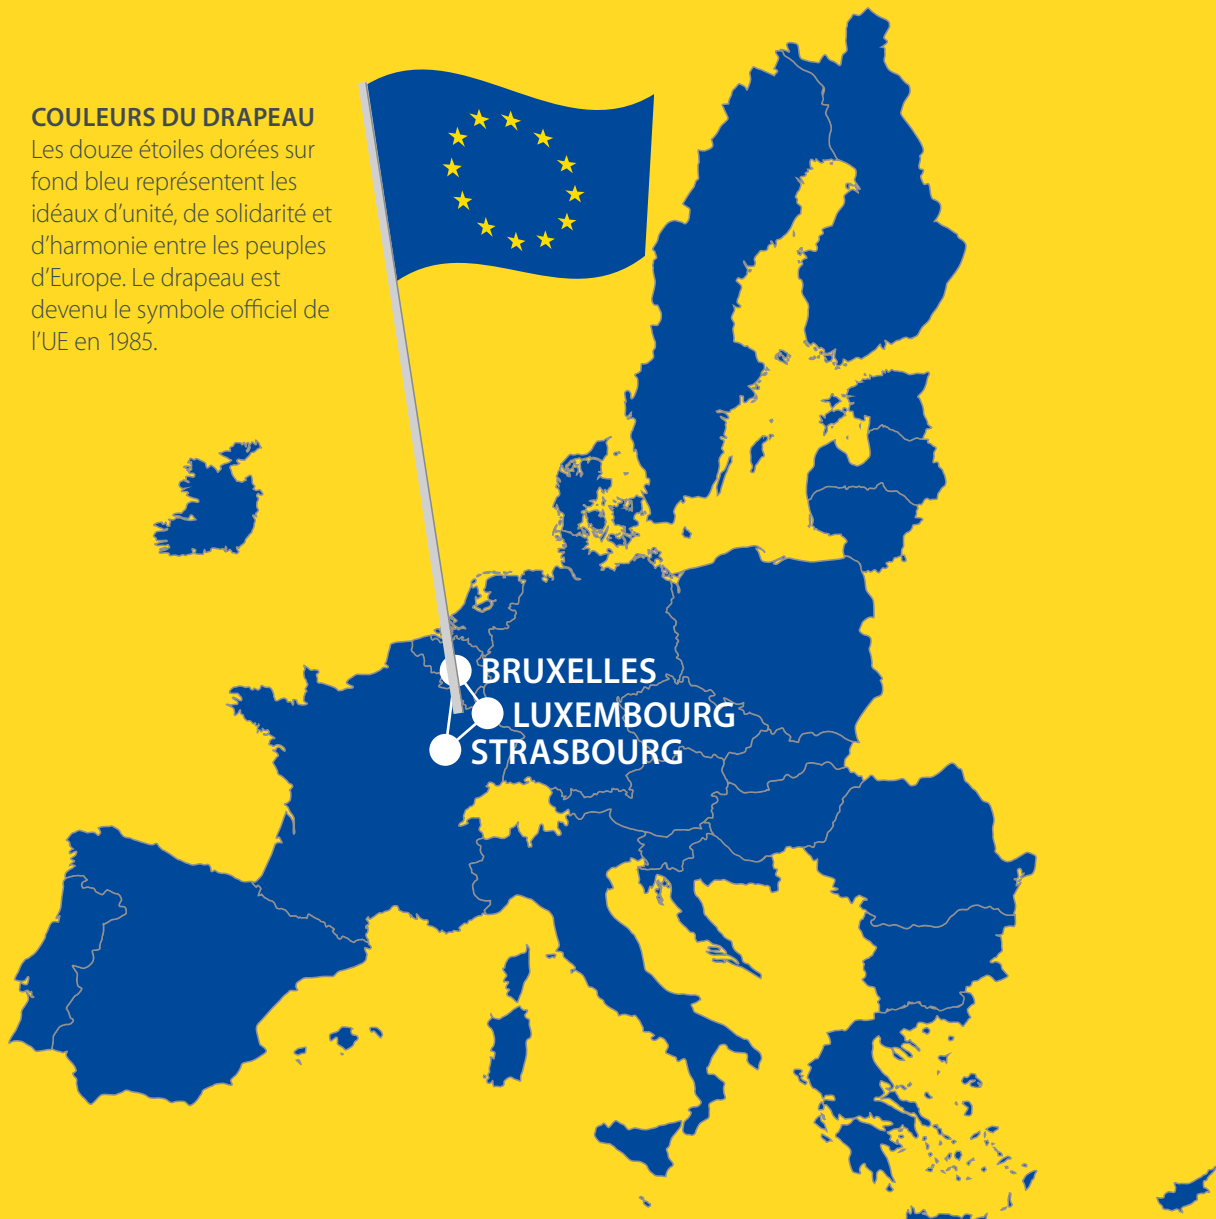 COULEURS DU DRAPEAU
Les douze étoiles dorées sur
fond bleu représentent les
idéaux d’unité, de solidarité et
d’harmonie entre les peuples
d’Europe. Le drapeau est
devenu le symbole officiel de
l’UE en 1985.
BRUXELLES
LUXEMBOURG
STRASBOURG